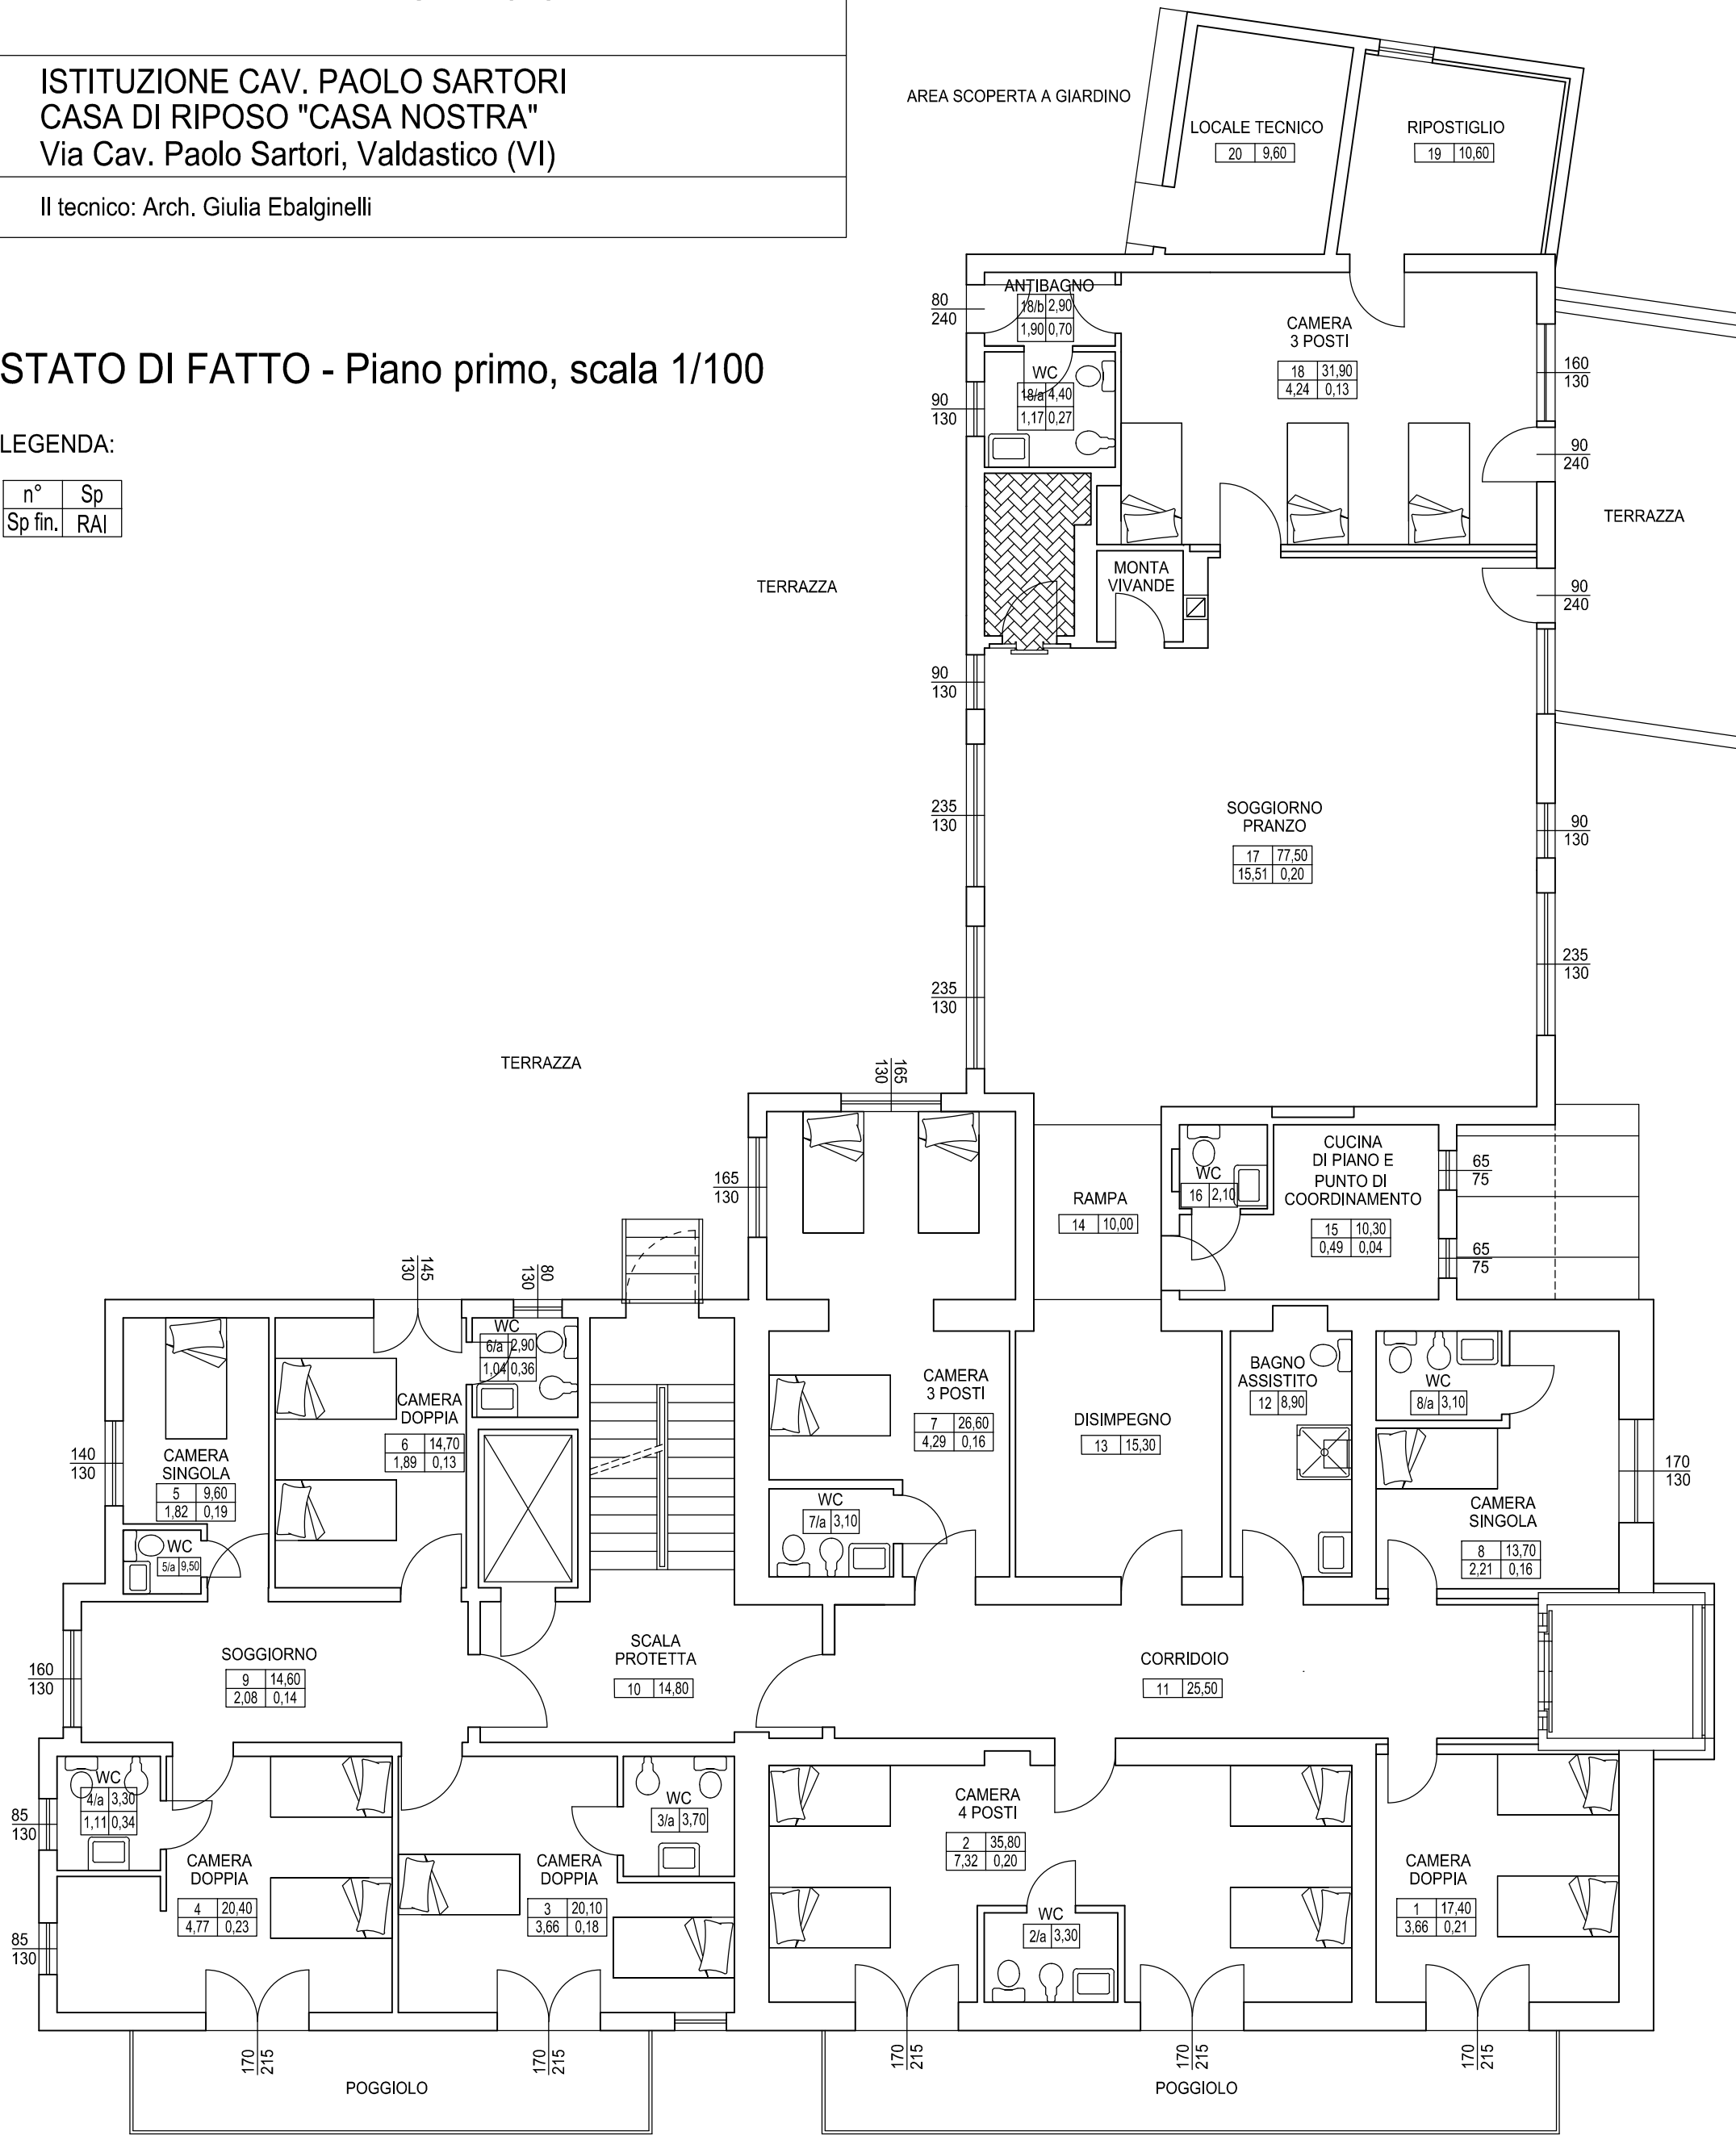 ISTITUZIONE CAV. PAOLO SARTORI
CASA DI RIPOSO "CASA NOSTRA"
Via Cav. Paolo Sartori, Valdastico (VI)
Il tecnico: Arch. Giulia Ebalginelli
STATO DI FATTO - Piano primo, scala 1/100
LEGENDA:
n° Sp
Sp fin. RAI
AREA SCOPERTA A GIARDINO
LOCALE TECNICO
20 9,60
RIPOSTIGLIO
19 10,60
80
240
ANTIBAGNO
18/b 2,90
1,90 0,70
CAMERA
3 POSTI
18 31,90
4,24 0,13
160
130
90
130
WC
18/a 4,40
1,17 0,27
90
240
TERRAZZA
TERRAZZA
MONTA
VIVANDE
90
240
90
130
235
130
SOGGIORNO
PRANZO
17 77,50
15,51 0,20
90
130
235
130
235
130
TERRAZZA
165
130
165
130
RAMPA
14 10,00
WC
16 2,10
CUCINA
DI PIANO E
PUNTO DI
COORDINAMENTO
15 10,30
0,49 0,04
65
75
65
75
145
130
80
130
WC
6/a 2,90
1,04 0,36
CAMERA
DOPPIA
6 14,70
1,89 0,13
140
130
CAMERA
SINGOLA
5 9,60
1,82 0,19
WC
5/a 9,50
CAMERA
3 POSTI
7 26,60
4,29 0,16
WC
7/a 3,10
DISIMPEGNO
13 15,30
BAGNO
ASSISTITO
12 8,90
WC
8/a 3,10
170
130
CAMERA
SINGOLA
8 13,70
2,21 0,16
160
130
SOGGIORNO
9 14,60
2,08 0,14
SCALA
PROTETTA
10 14,80
CORRIDOIO
11 25,50
85
130
WC
4/a 3,30
1,11 0,34
85
130
CAMERA
DOPPIA
4 20,40
4,77 0,23
WC
3/a 3,70
CAMERA
DOPPIA
3 20,10
3,66 0,18
CAMERA
4 POSTI
2 35,80
7,32 0,20
WC
2/a 3,30
CAMERA
DOPPIA
1 17,40
3,66 0,21
170
215
170
215
170
215
170
215
170
215
POGGIOLO
POGGIOLO